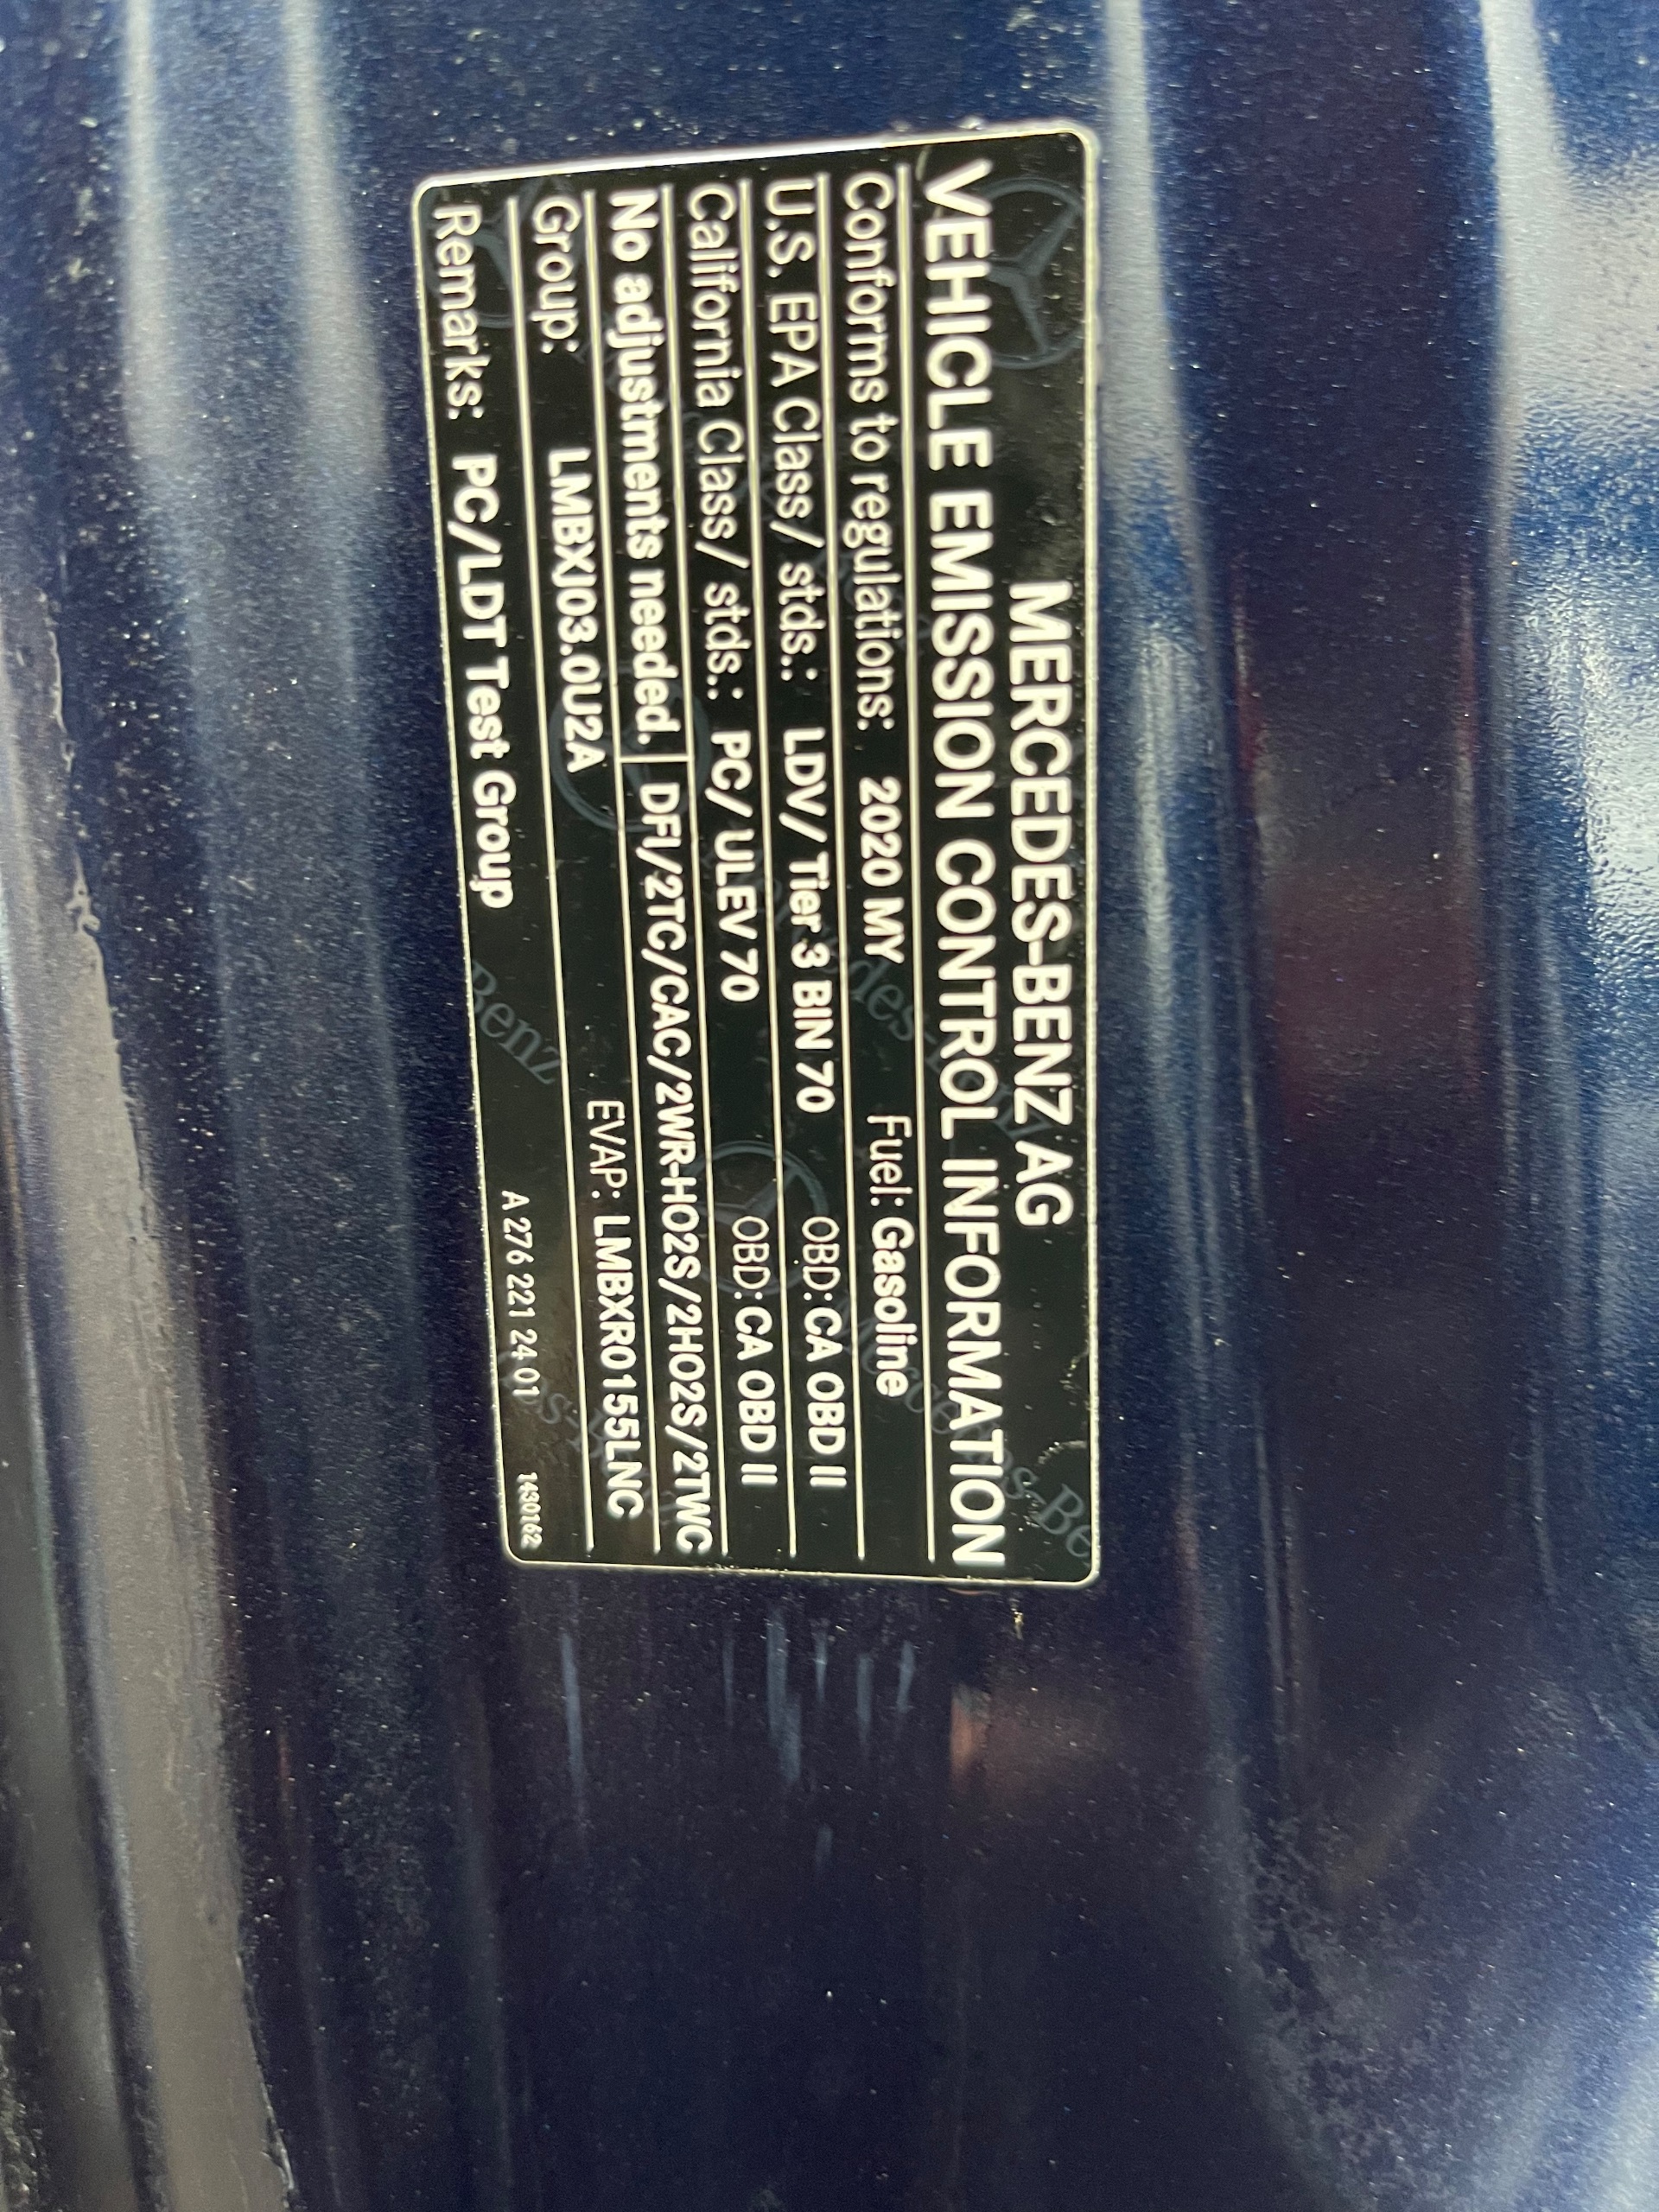 MERCEDES-BENZ AG
VEHICLE EMISSION CONTROL INFORMATION
Conforms to regulations: 2020 MY Fuel: Gasoline
U.S. EPA Class/ stds.: LDV/ Tier 3 BIN 70 OBD: CA OBD II
California Class/ stds.: PC/ ULEV 70 OBD: CA OBD II
No adjustments needed. DFI/2TC/CAC/2WR-HO2S/2HO2S/2TWC
Group: LMBXJ03.0U2A EVAP: LMBXR0155LNC
Remarks: PC/LDT Test Group A 276 221 24 01 1430162